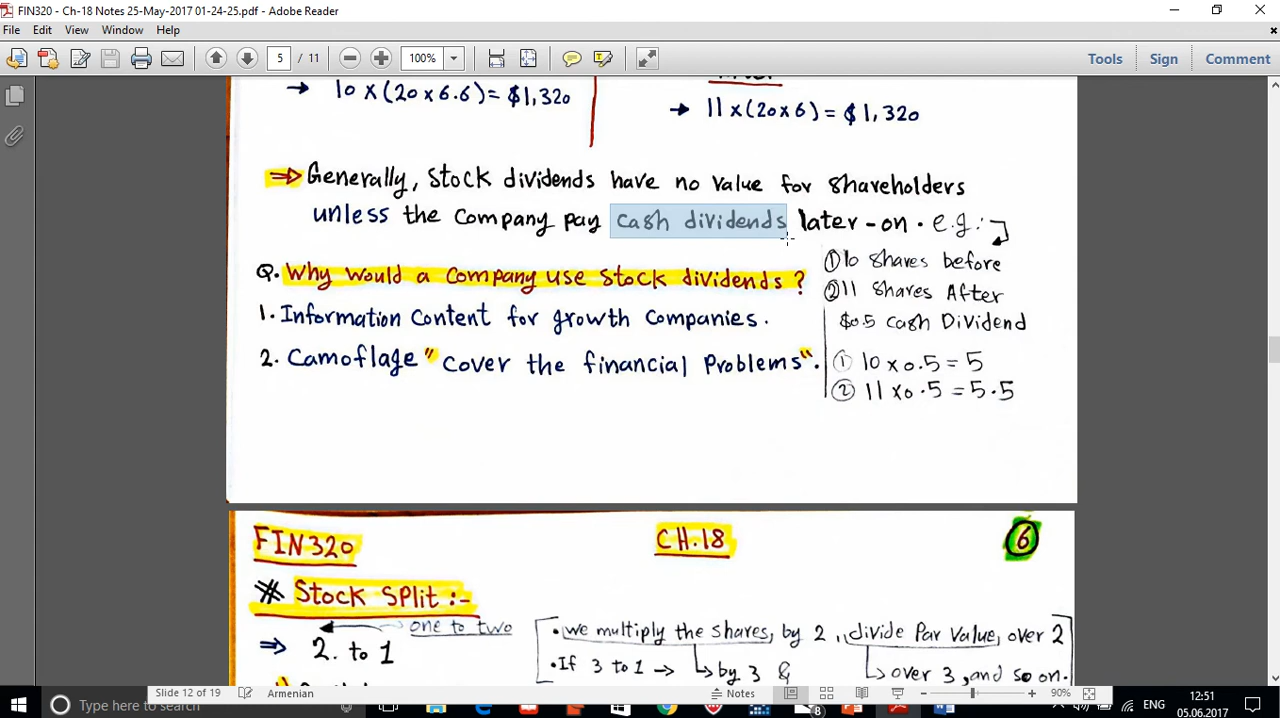 FIN320 - Ch-18 Notes 25-May-2017 01-24-25.pdf - Adobe Reader
File Edit View Window Help
5 / 11 100% Tools Sign Comment
→ 10 x (20 x 6.6) = $1,320
→ 11 x (20 x 6) = $1,320
⇒ Generally, Stock dividends have no value for Shareholders
unless the Company pay cash dividends later-on. e.g:
① 10 Shares before
② 11 Shares After
$0.5 Cash Dividend
① 10 x 0.5 = 5
② 11 x 0.5 = 5.5
Q. Why Would a Company use Stock dividends?
1. Information Content for growth Companies.
2. Camoflage "Cover the financial Problems".
FIN320 CH.18 6
* Stock Split :-
⇒ 2. to 1 one to two
• we multiply the shares, by 2 ,, divide Par Value, over 2
• If 3 to 1 → by 3 & over 3, and so on.
Slide 12 of 19 Armenian Notes 90%
Type here to search
8
ENG 12:51
05.06.2017